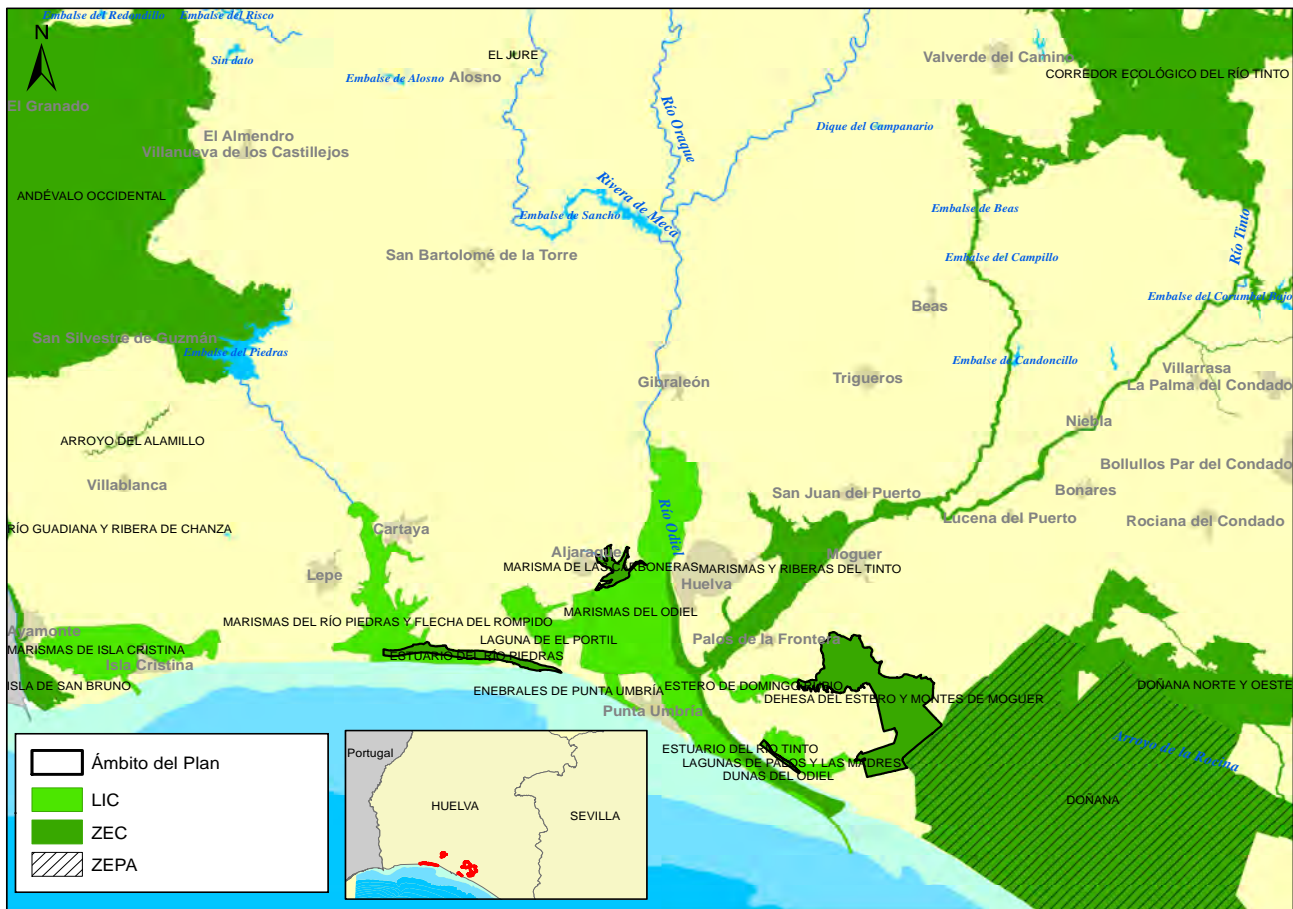 Embalse del Redondillo
Embalse del Risco
N
Sin dato
EL JURE
Embalse de Alosno
Alosno
Valverde del Camino
CORREDOR ECOLÓGICO DEL RÍO TINTO
El Granado
Río Oraque
Dique del Campanario
El Almendro
Villanueva de los Castillejos
ANDÉVALO OCCIDENTAL
Rivera de Meca
Embalse de Sancho
Embalse de Beas
Río Tinto
San Bartolomé de la Torre
Embalse del Campillo
Embalse del Corumbel Bajo
Beas
San Silvestre de Guzmán
Embalse del Piedras
Embalse de Candoncillo
Gibraleón
Trigueros
Villarrasa
La Palma del Condado
Niebla
ARROYO DEL ALAMILLO
Bollullos Par del Condado
Villablanca
San Juan del Puerto
Bonares
Río Odiel
Lucena del Puerto
Rociana del Condado
RÍO GUADIANA Y RIBERA DE CHANZA
Cartaya
Aljaraque
Moguer
MARISMA DE LAS CARBONERAS
MARISMAS Y RIBERAS DEL TINTO
Lepe
Huelva
MARISMAS DEL ODIEL
MARISMAS DEL RÍO PIEDRAS Y FLECHA DEL ROMPIDO
Ayamonte
LAGUNA DE EL PORTIL
Palos de la Frontera
MARISMAS DE ISLA CRISTINA
ESTUARIO DEL RÍO PIEDRAS
Isla Cristina
ISLA DE SAN BRUNO
ENEBRALES DE PUNTA UMBRÍA
ESTERO DE DOMINGO RUBIO
DOÑANA NORTE Y OESTE
DEHESA DEL ESTERO Y MONTES DE MOGUER
Punta Umbría
Arroyo de la Rocina
ESTUARIO DEL RÍO TINTO
LAGUNAS DE PALOS Y LAS MADRES
DUNAS DEL ODIEL
DOÑANA
Ámbito del Plan
LIC
ZEC
ZEPA
Portugal
HUELVA
SEVILLA